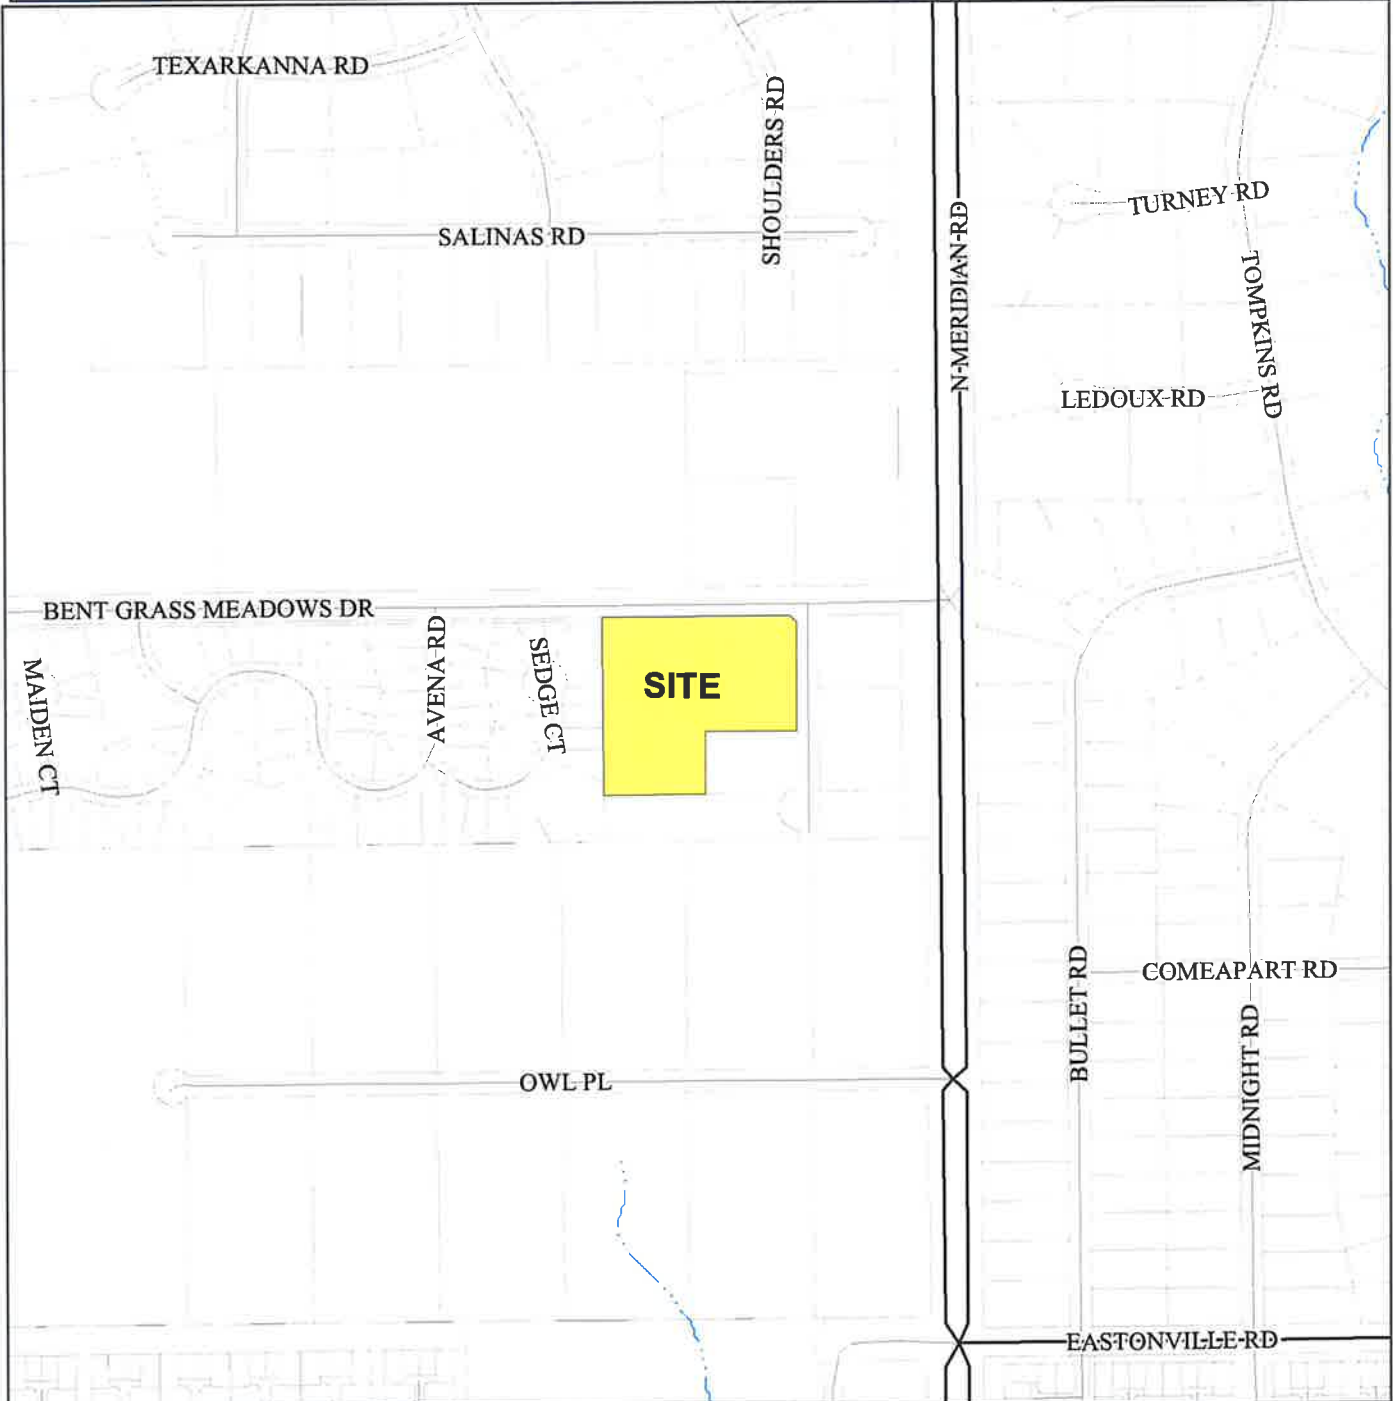 TEXARKANNA RD
SHOULDERS RD
SALINAS RD
N MERIDIAN RD
TURNEY RD
TOMPKINS RD
LEDOUX RD
BENT GRASS MEADOWS DR
MAIDEN CT
AVENA RD
SEDGE CT
SITE
BULLET RD
COMEAPART RD
MIDNIGHT RD
OWL PL
EASTONVILLE RD